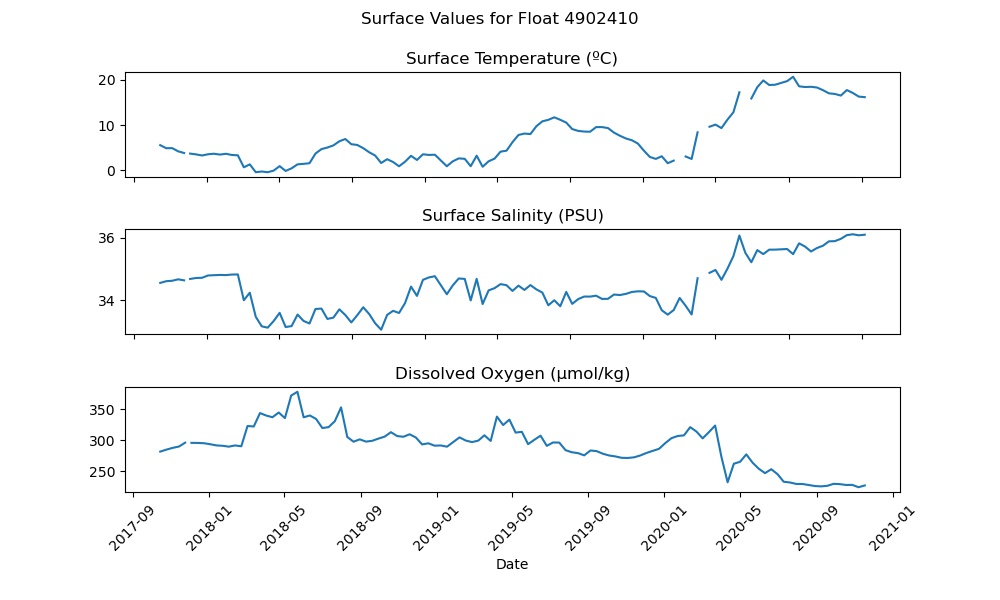 Surface Values for Float 4902410
Surface Temperature (ºC)
20
10
0
Surface Salinity (PSU)
36
34
Dissolved Oxygen (μmol/kg)
350
300
250
2017-09 2018-01 2018-05 2018-09 2019-01 2019-05 2019-09 2020-01 2020-05 2020-09 2021-01
Date